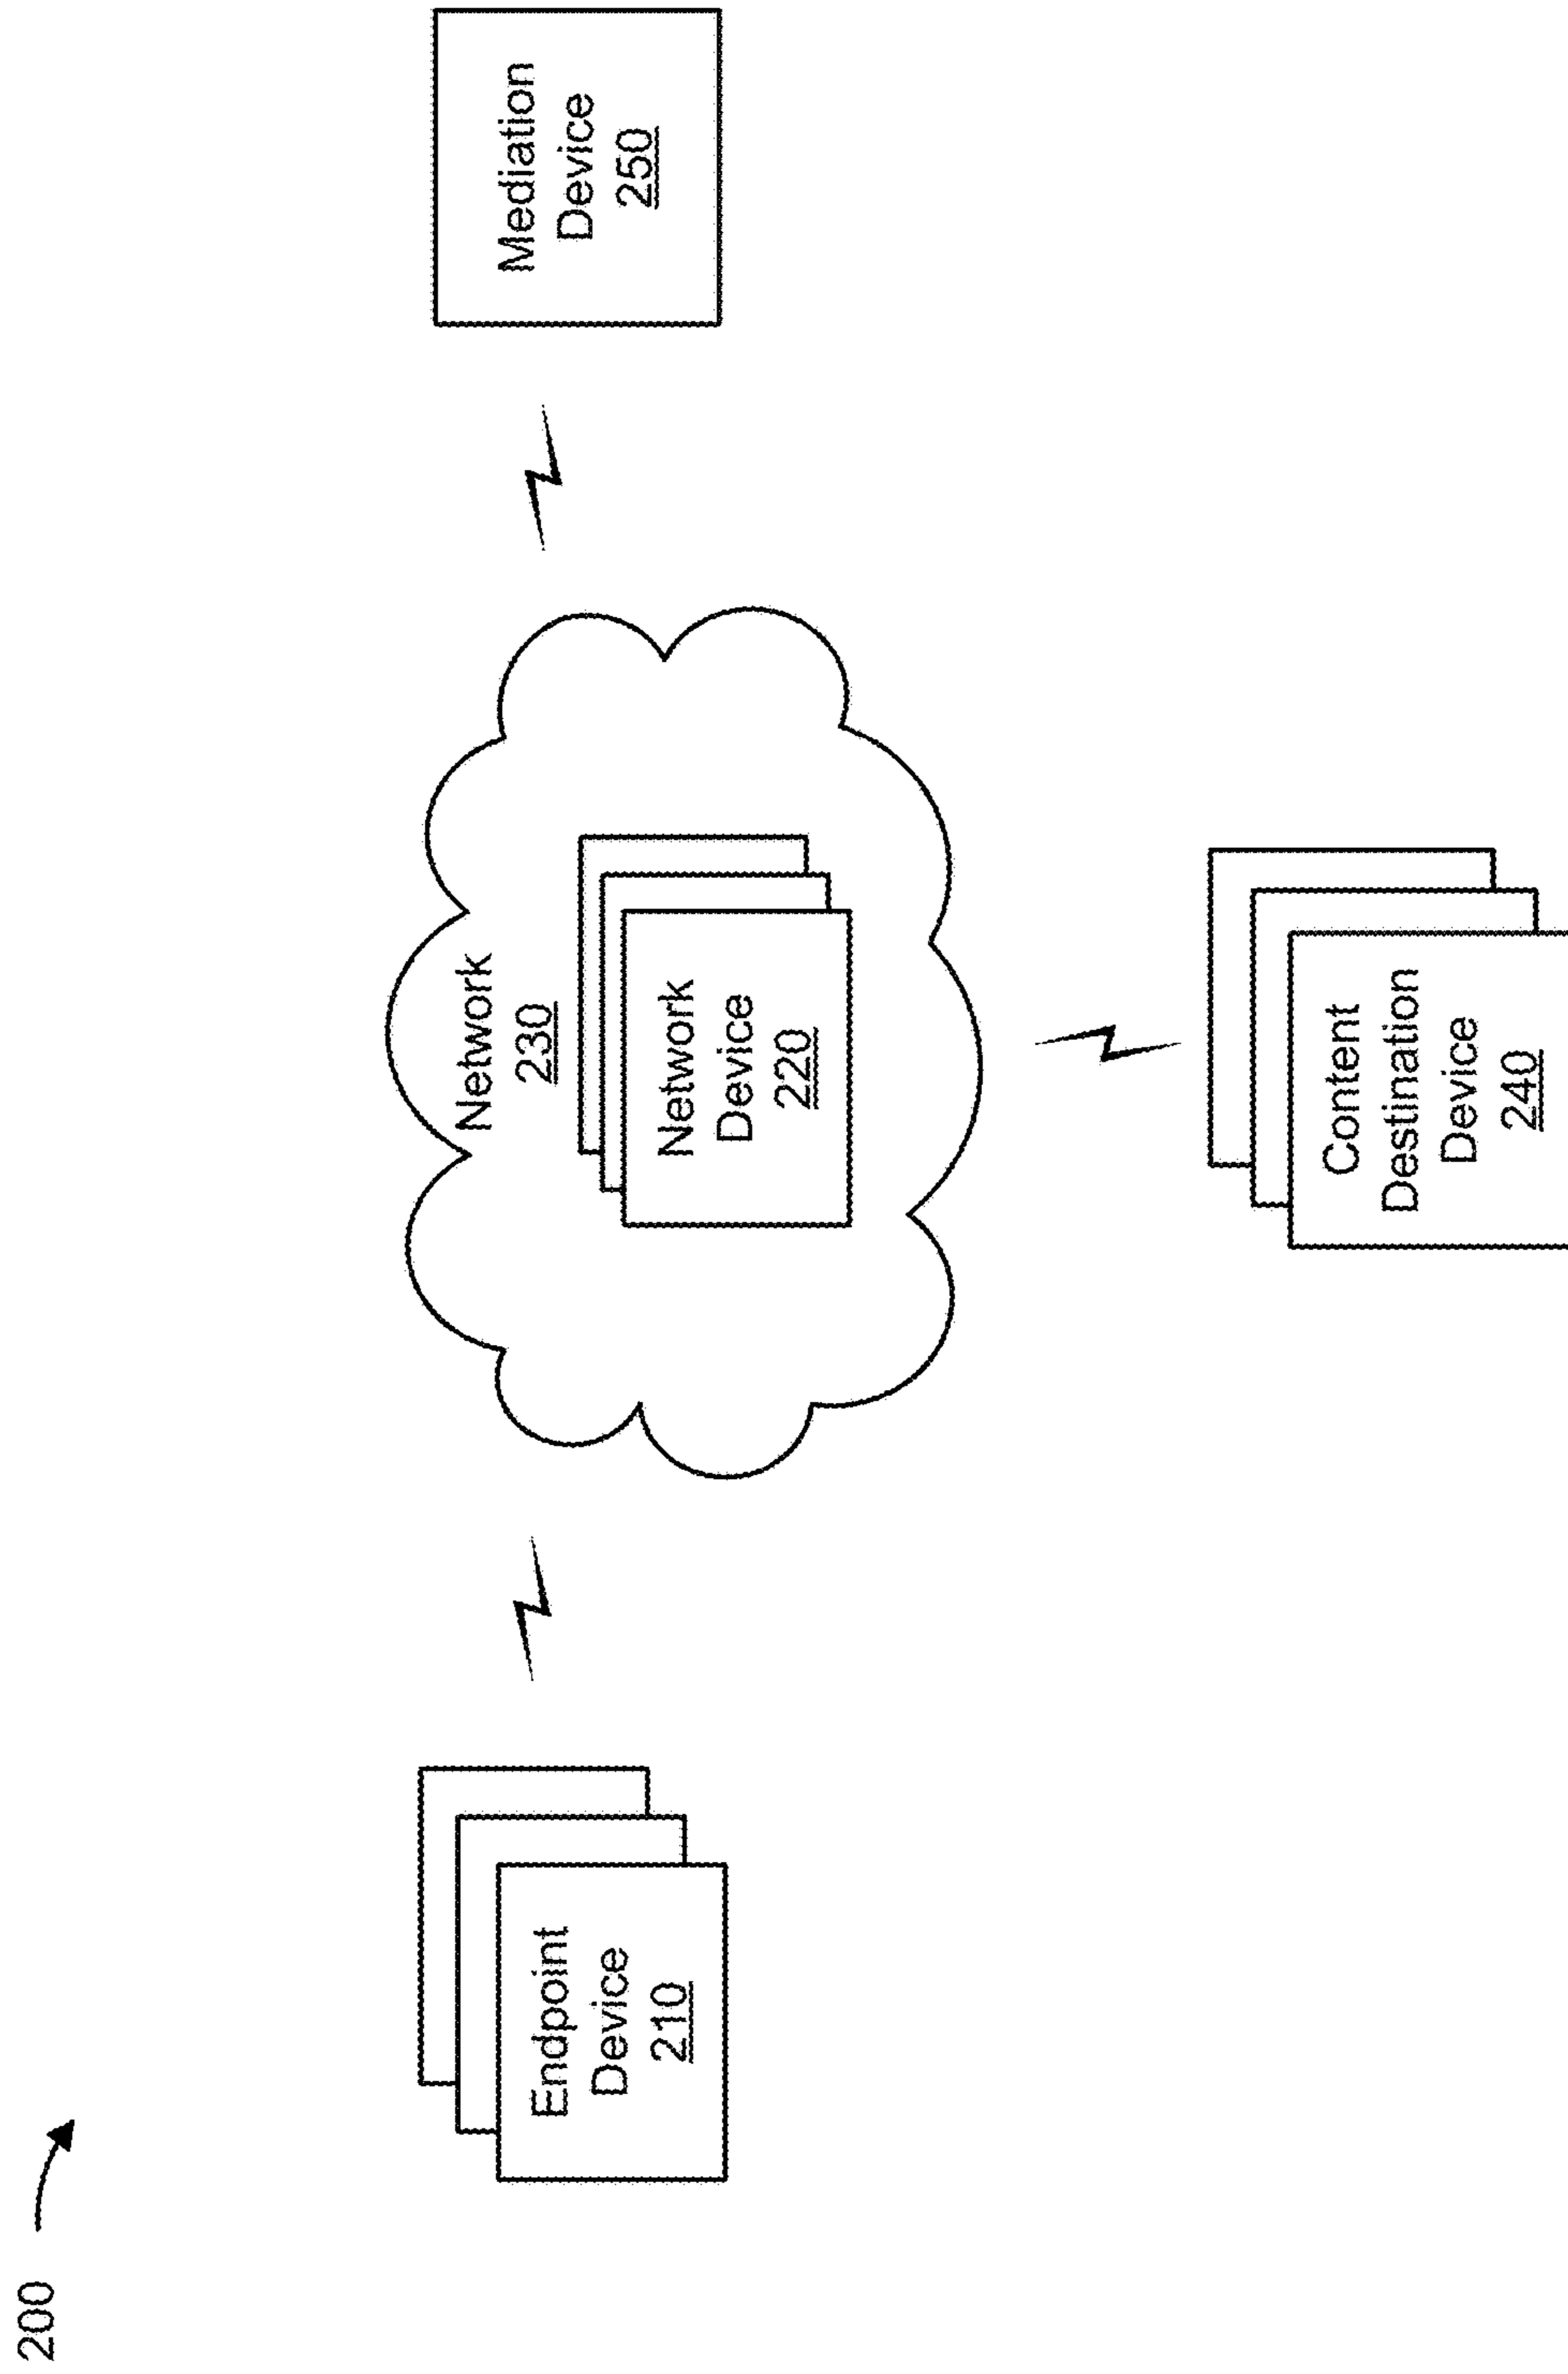 200
Endpoint
Device
210
Network
230
Network
Device
220
Mediation
Device
250
Content
Destination
Device
240